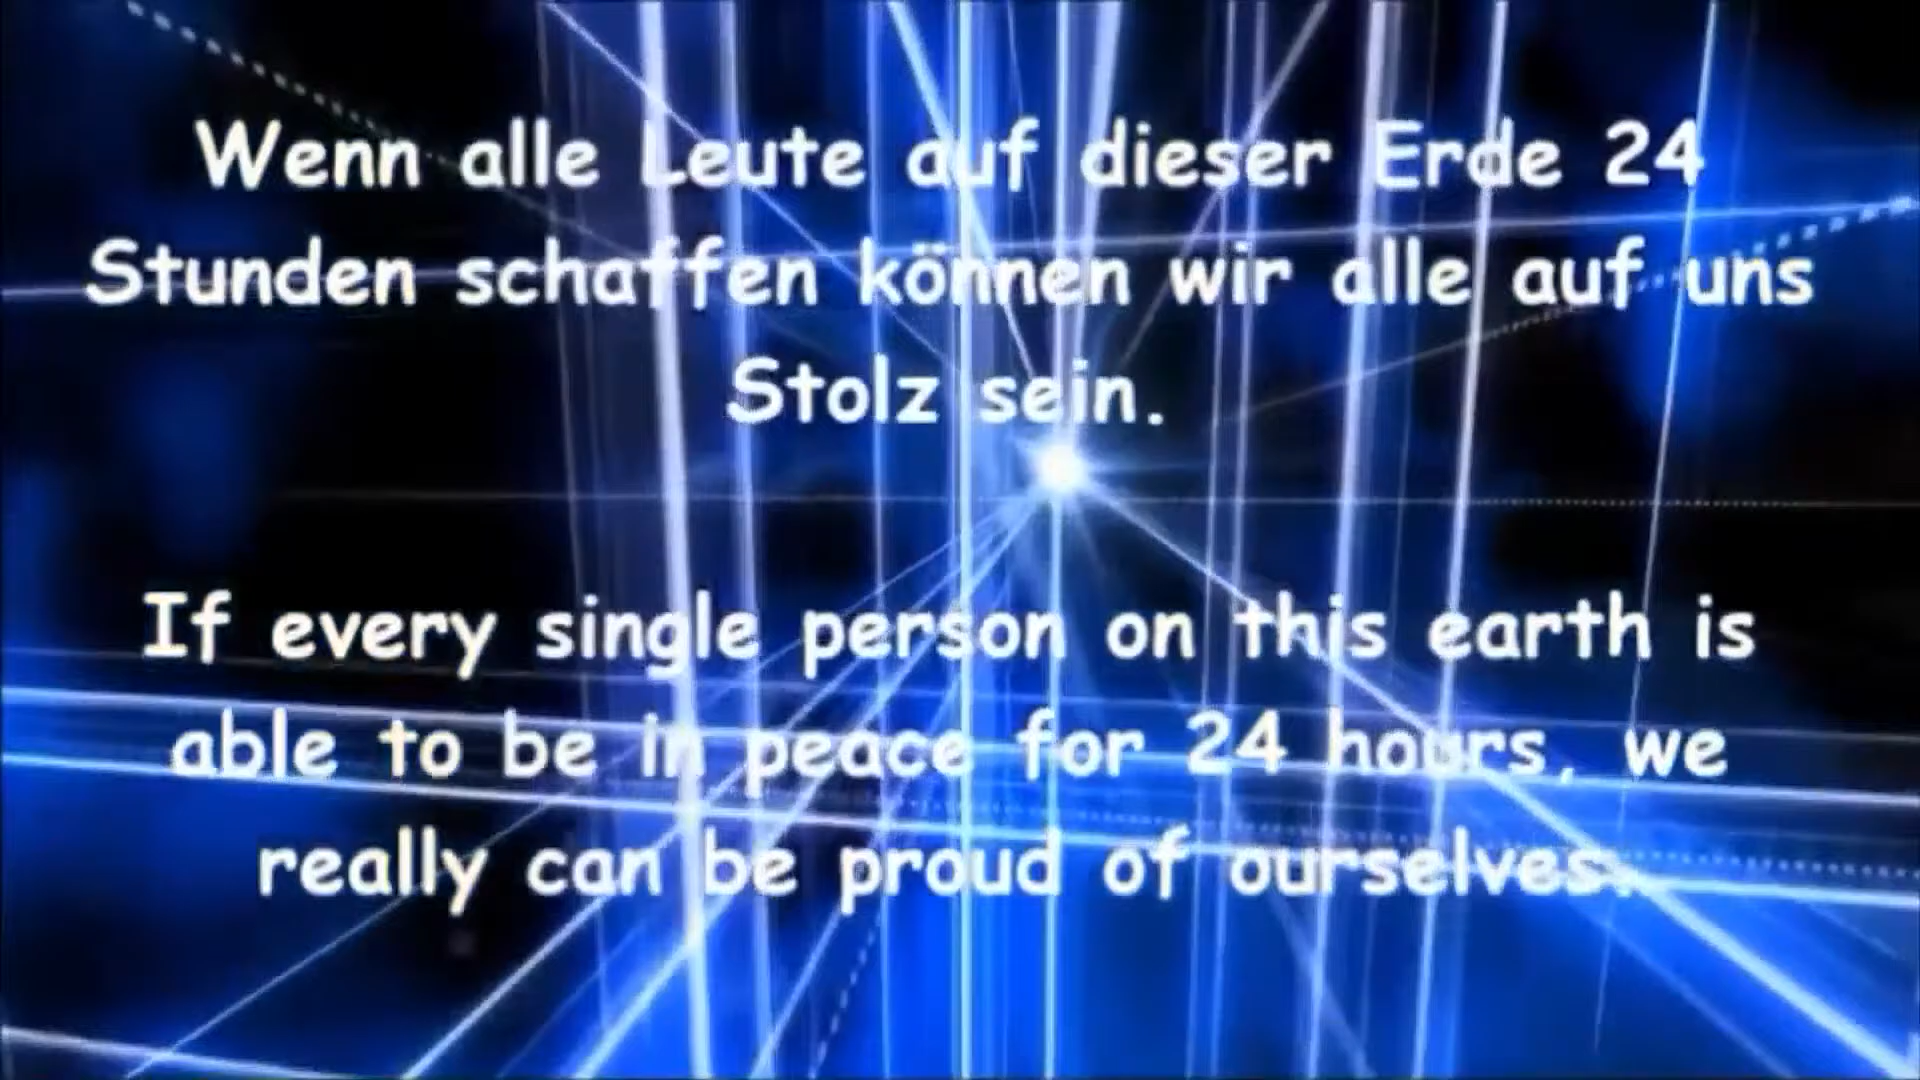 Wenn alle Leute auf dieser Erde 24
Stunden schaffen können wir alle auf uns
Stolz sein.
If every single person on this earth is
able to be in peace for 24 hours, we
really can be proud of ourselves.